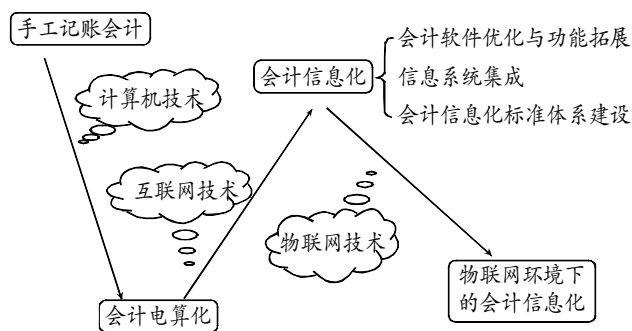 手工记账会计
会计软件优化与功能拓展
会计信息化
信息系统集成
计算机技术
会计信息化标准体系建设
互联网技术
物联网技术
物联网环境下
的会计信息化
会计电算化